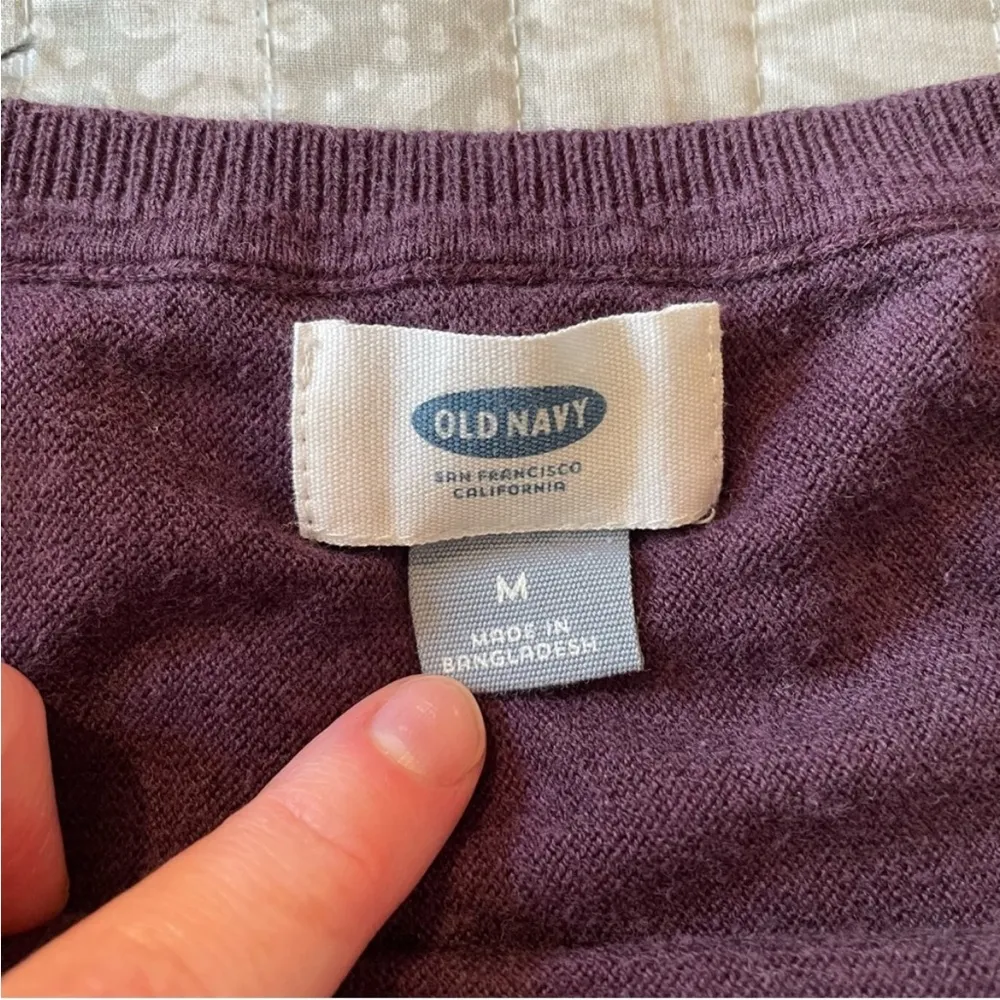 OLD NAVY
SAN FRANCISCO
CALIFORNIA
M
MADE IN
BANGLADESH